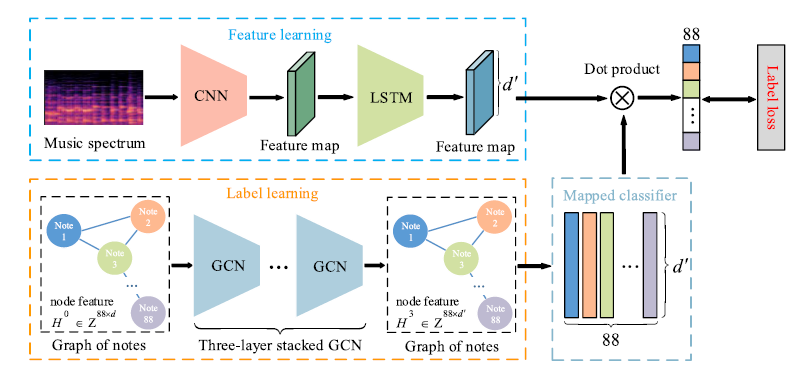 Feature learning
Music spectrum
CNN
Feature map
LSTM
d′
Feature map
Dot product
88
Label loss
Label learning
Note
1
Note
2
Note
3
...
Note
88
node feature
H⁰ ∈ Z⁸⁸ˣᵈ
Graph of notes
GCN
...
GCN
Three-layer stacked GCN
Note
1
Note
2
Note
3
...
Note
88
node feature
H³ ∈ Z⁸⁸ˣᵈ′
Graph of notes
Mapped classifier
...
d′
88